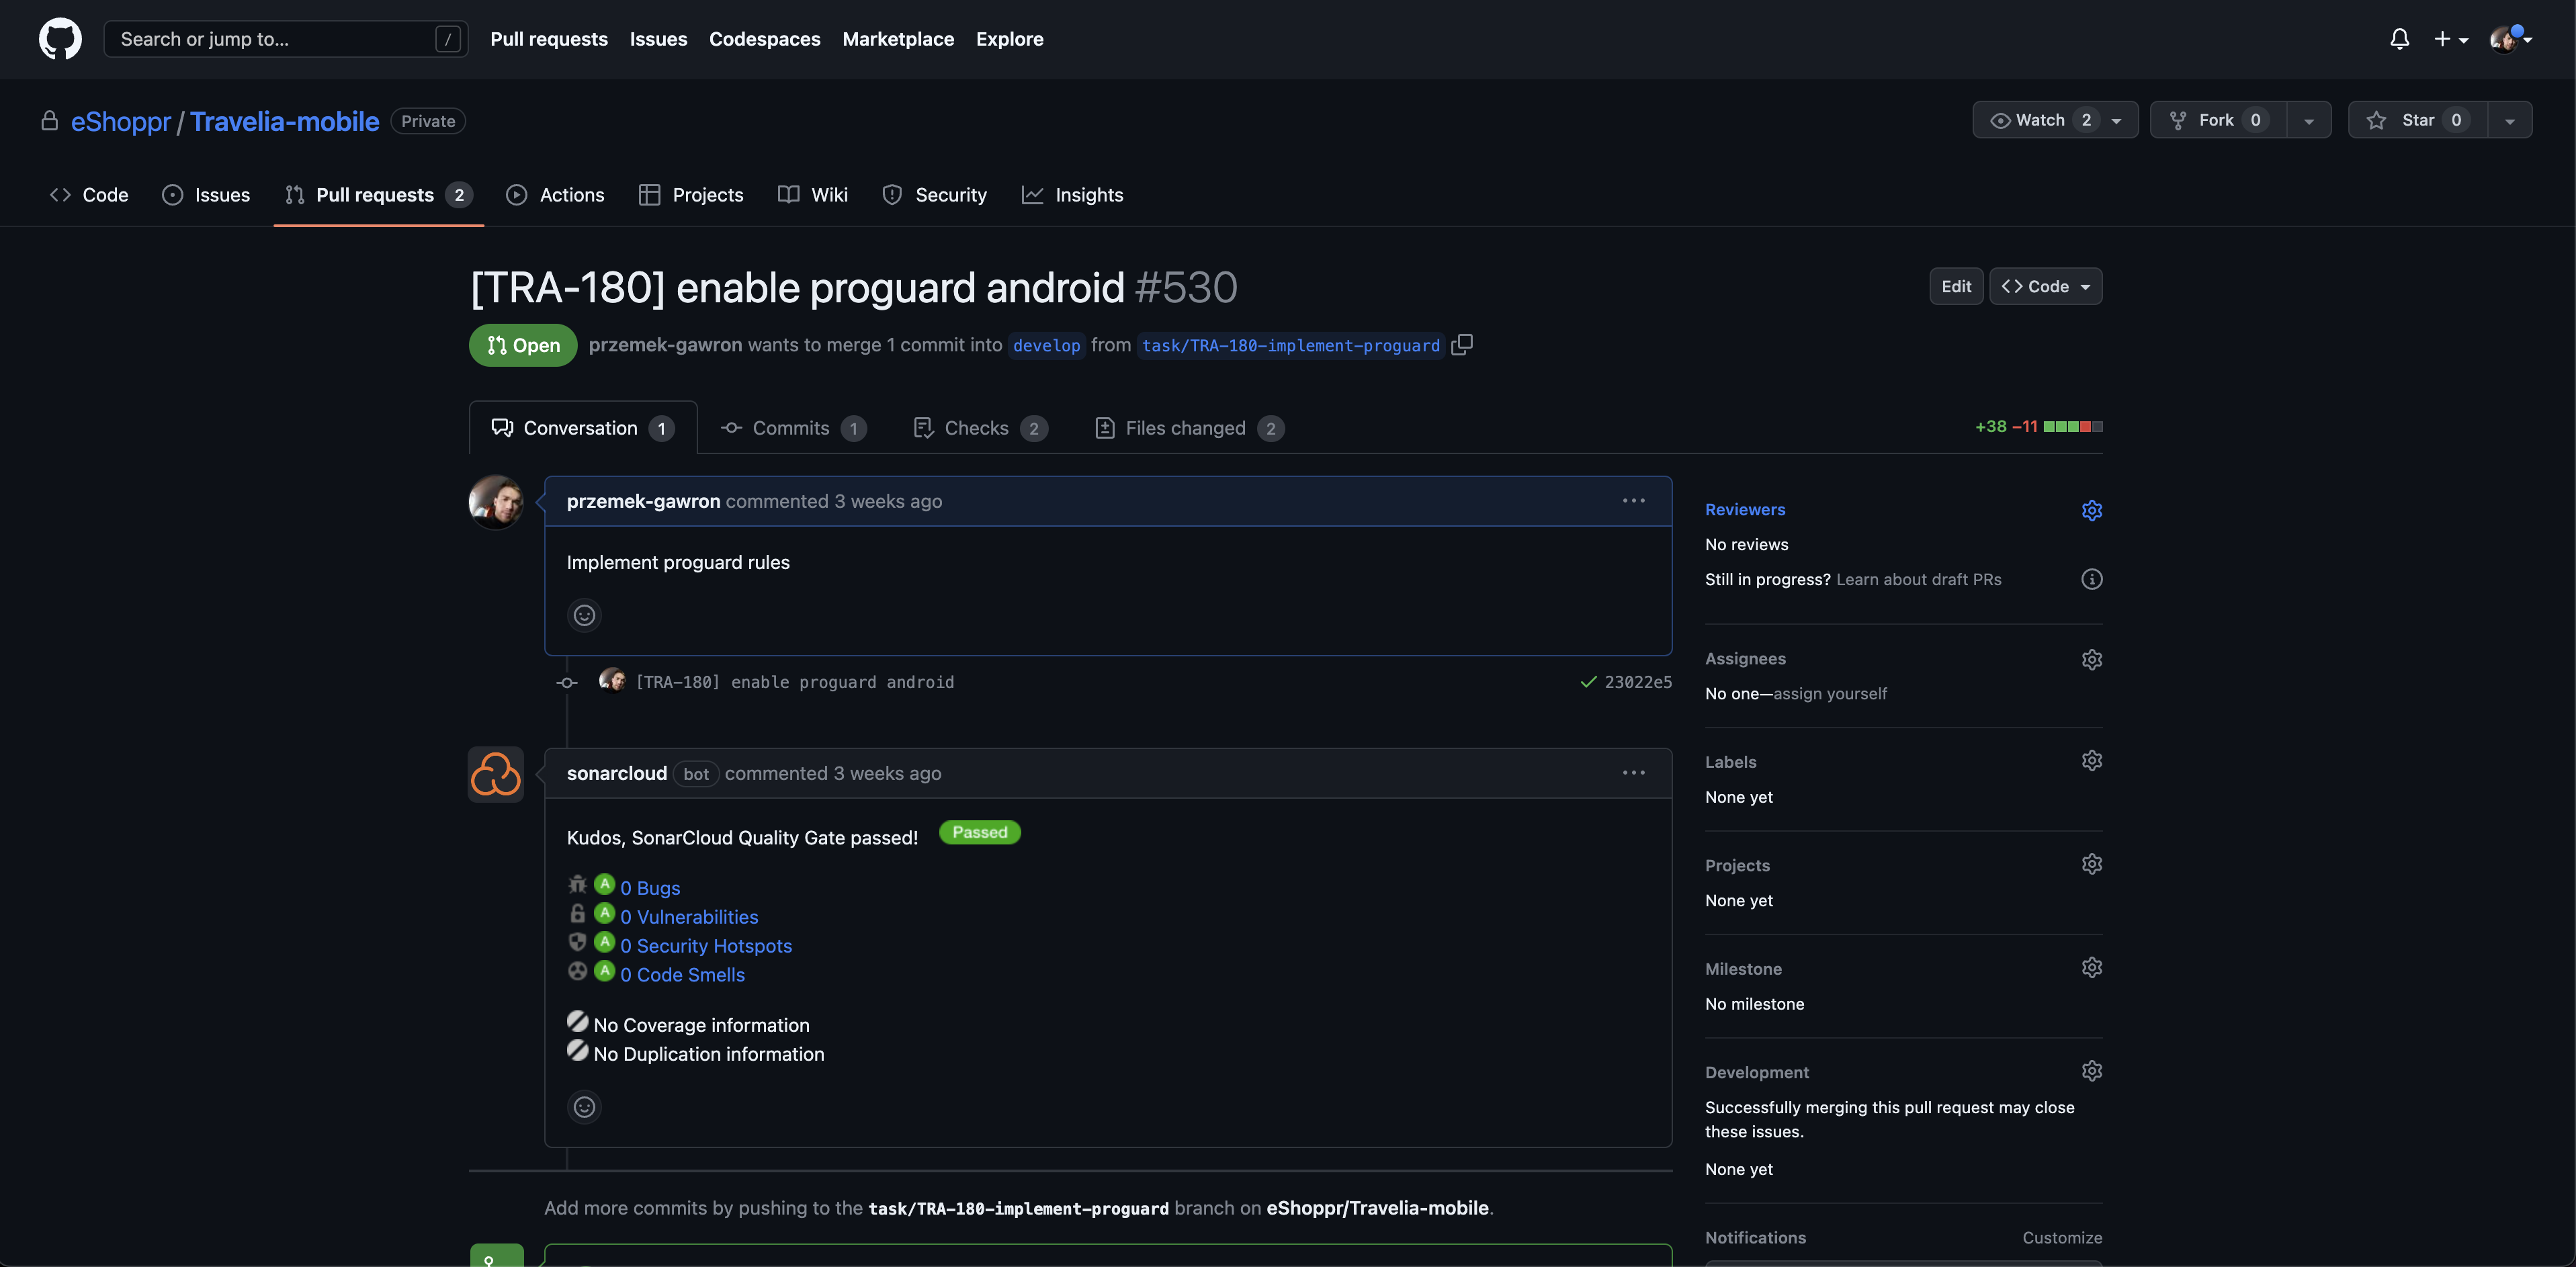 Search or jump to... / Pull requests Issues Codespaces Marketplace Explore
eShoppr / Travelia-mobile Private Watch 2 Fork 0 Star 0
Code Issues Pull requests 2 Actions Projects Wiki Security Insights
[TRA-180] enable proguard android #530 Edit Code
Open przemek-gawron wants to merge 1 commit into develop from task/TRA-180-implement-proguard
Conversation 1 Commits 1 Checks 2 Files changed 2 +38 −11
przemek-gawron commented 3 weeks ago
Implement proguard rules
[TRA-180] enable proguard android 23022e5
sonarcloud bot commented 3 weeks ago
Kudos, SonarCloud Quality Gate passed! Passed
A 0 Bugs
A 0 Vulnerabilities
A 0 Security Hotspots
A 0 Code Smells
No Coverage information
No Duplication information
Add more commits by pushing to the task/TRA-180-implement-proguard branch on eShoppr/Travelia-mobile.
Reviewers
No reviews
Still in progress? Learn about draft PRs
Assignees
No one—assign yourself
Labels
None yet
Projects
None yet
Milestone
No milestone
Development
Successfully merging this pull request may close
these issues.
None yet
Notifications Customize